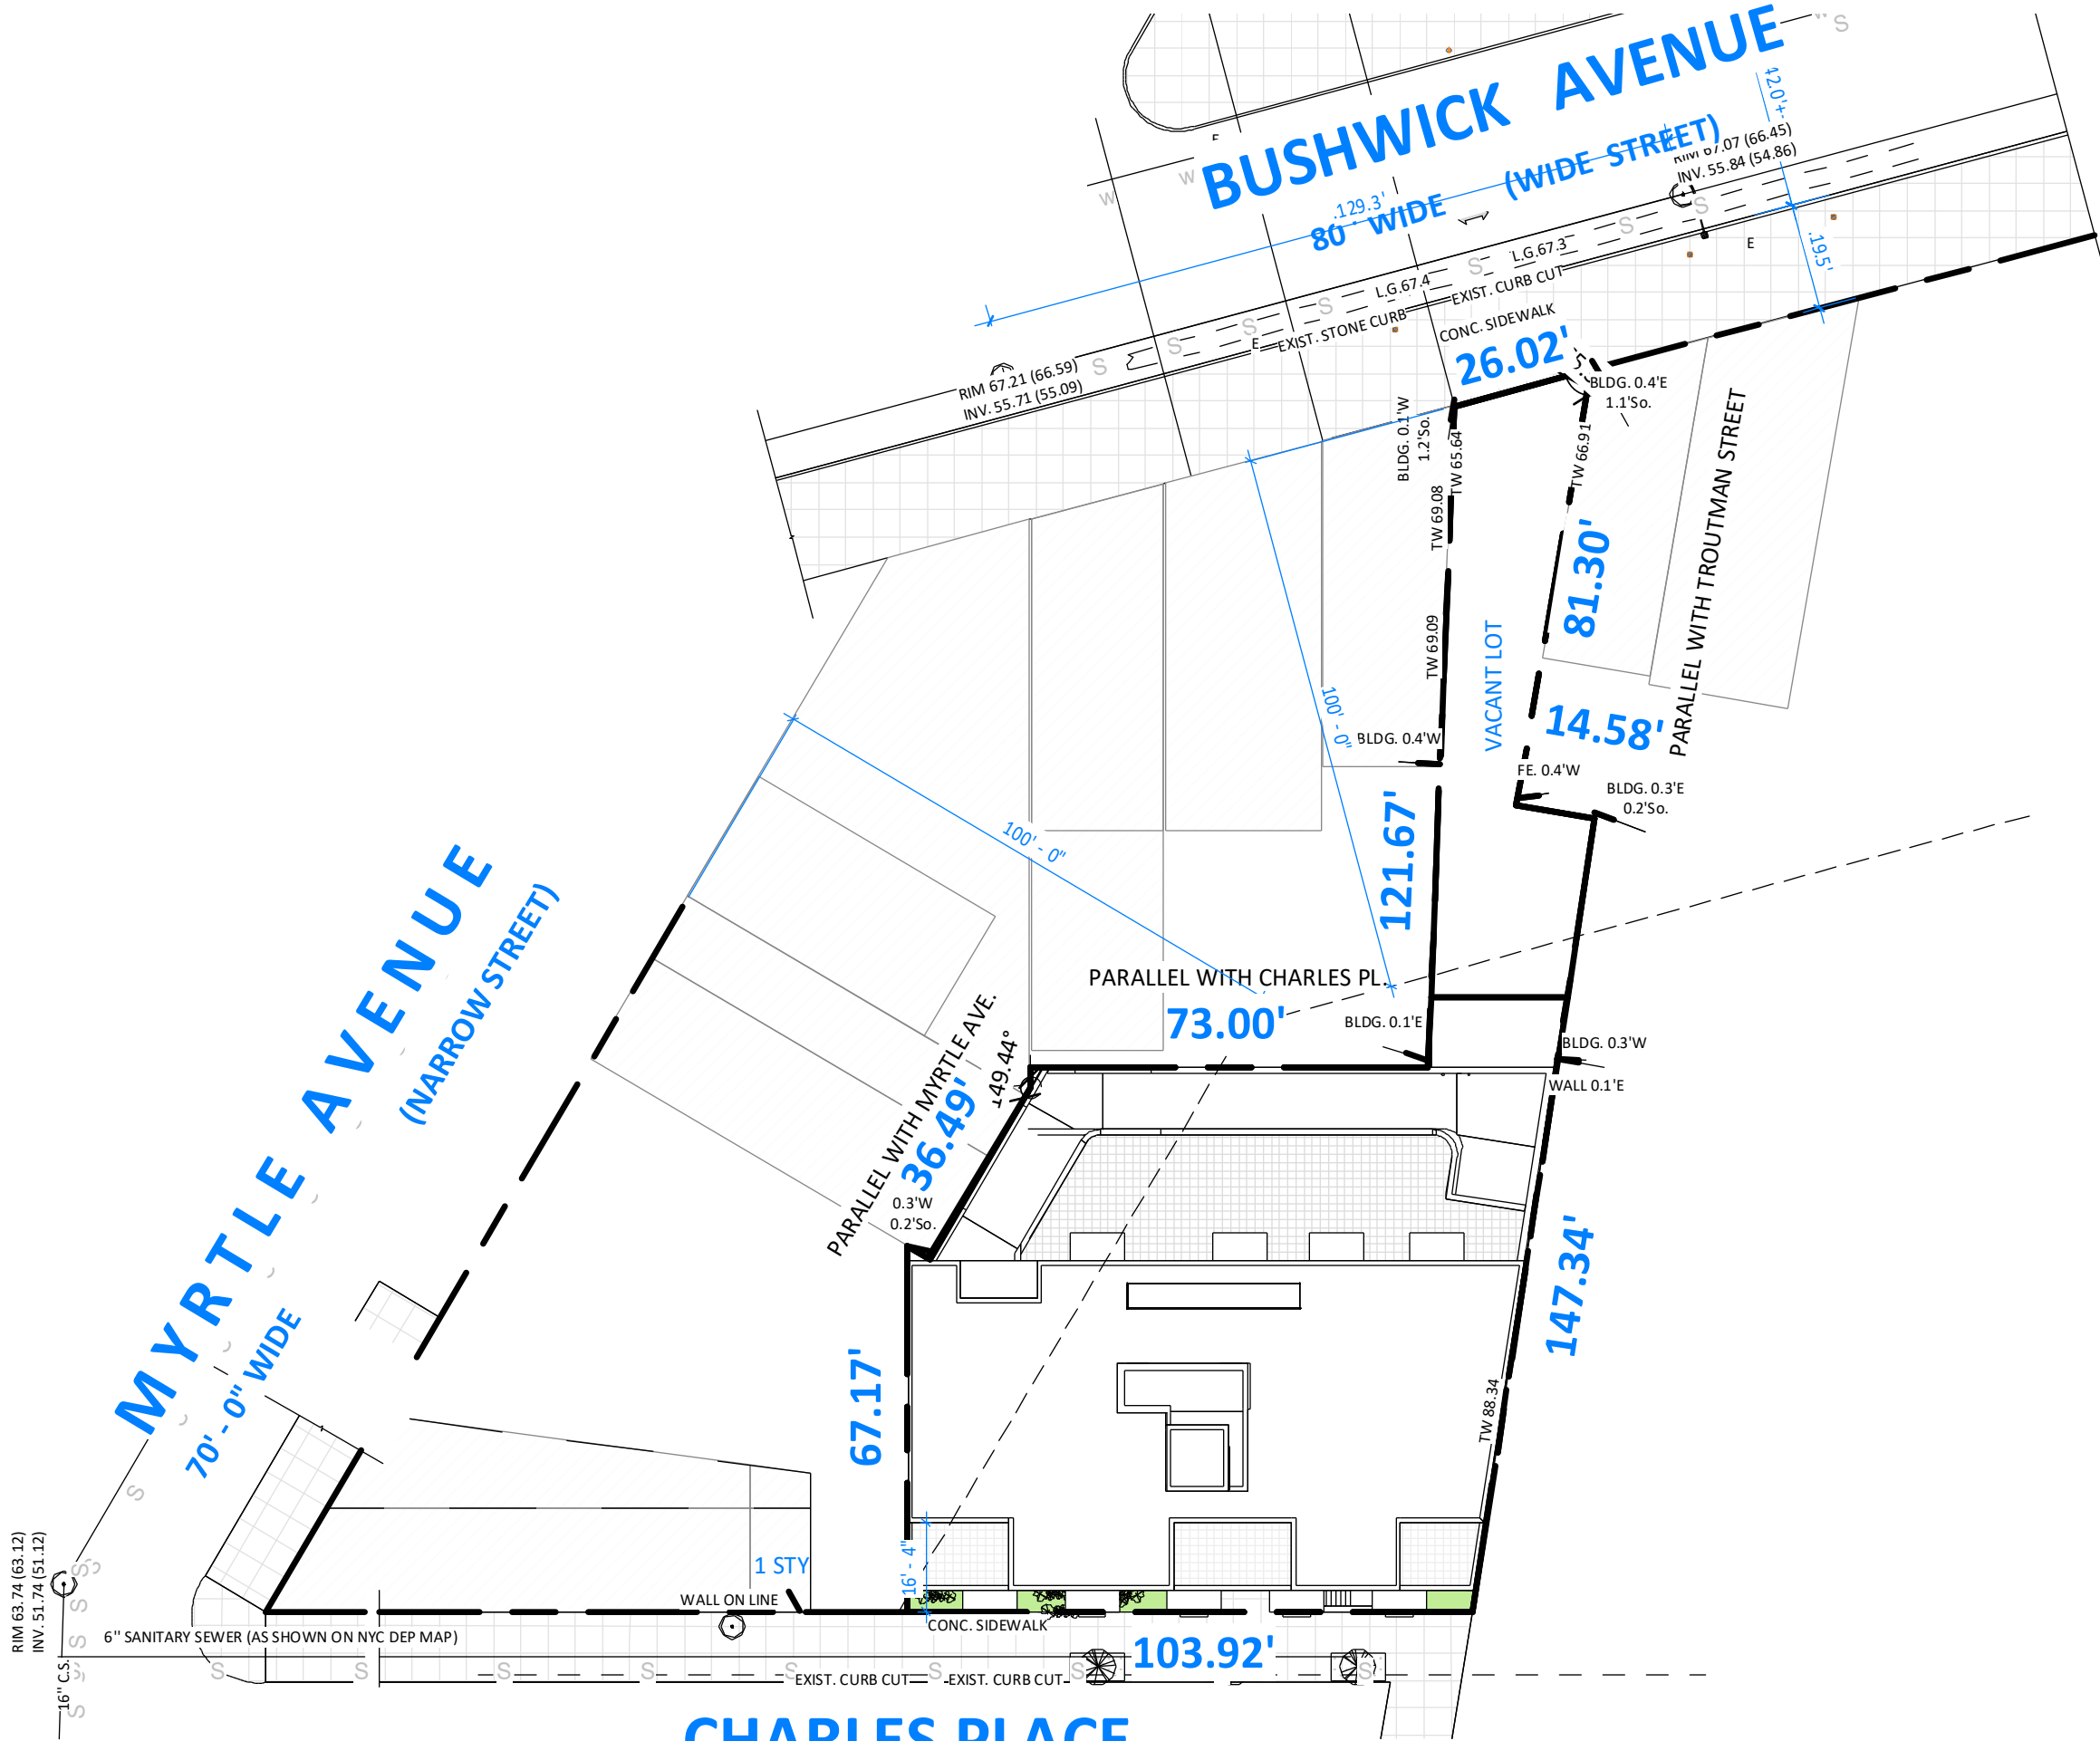 BUSHWICK AVENUE
80' WIDE (WIDE STREET)
.129.3'
42.0'+-
.19.5'
RIM 67.07 (66.45)
INV. 55.84 (54.86)
E
E
W
W
S
S
S
S
S
S
S
S
S
L.G.67.3
L.G.67.4
EXIST. CURB CUT
EXIST. STONE CURB
E
CONC. SIDEWALK
26.02'
RIM 67.21 (66.59)
INV. 55.71 (55.09)
BLDG. 0.4'E
1.1'So.
BLDG. 0.1'W
1.2'So.
TW 65.64
TW 66.91
TW 69.08
TW 69.09
81.30'
VACANT LOT
PARALLEL WITH TROUTMAN STREET
100' - 0"
BLDG. 0.4'W
14.58'
FE. 0.4'W
BLDG. 0.3'E
0.2'So.
121.67'
100' - 0"
PARALLEL WITH CHARLES PL.
73.00'
BLDG. 0.1'E
BLDG. 0.3'W
WALL 0.1'E
149.44°
PARALLEL WITH MYRTLE AVE.
36.49'
0.3'W
0.2'So.
MYRTLE AVENUE
(NARROW STREET)
70' - 0" WIDE
147.34'
TW 88.34
67.17'
16' - 4"
1 STY
WALL ON LINE
CONC. SIDEWALK
103.92'
RIM 63.74 (63.12)
INV. 51.74 (51.12)
6" SANITARY SEWER (AS SHOWN ON NYC DEP MAP)
16" C.S.
S
S
S
S
S
S
S
EXIST. CURB CUT
EXIST. CURB CUT
CHARLES PLACE